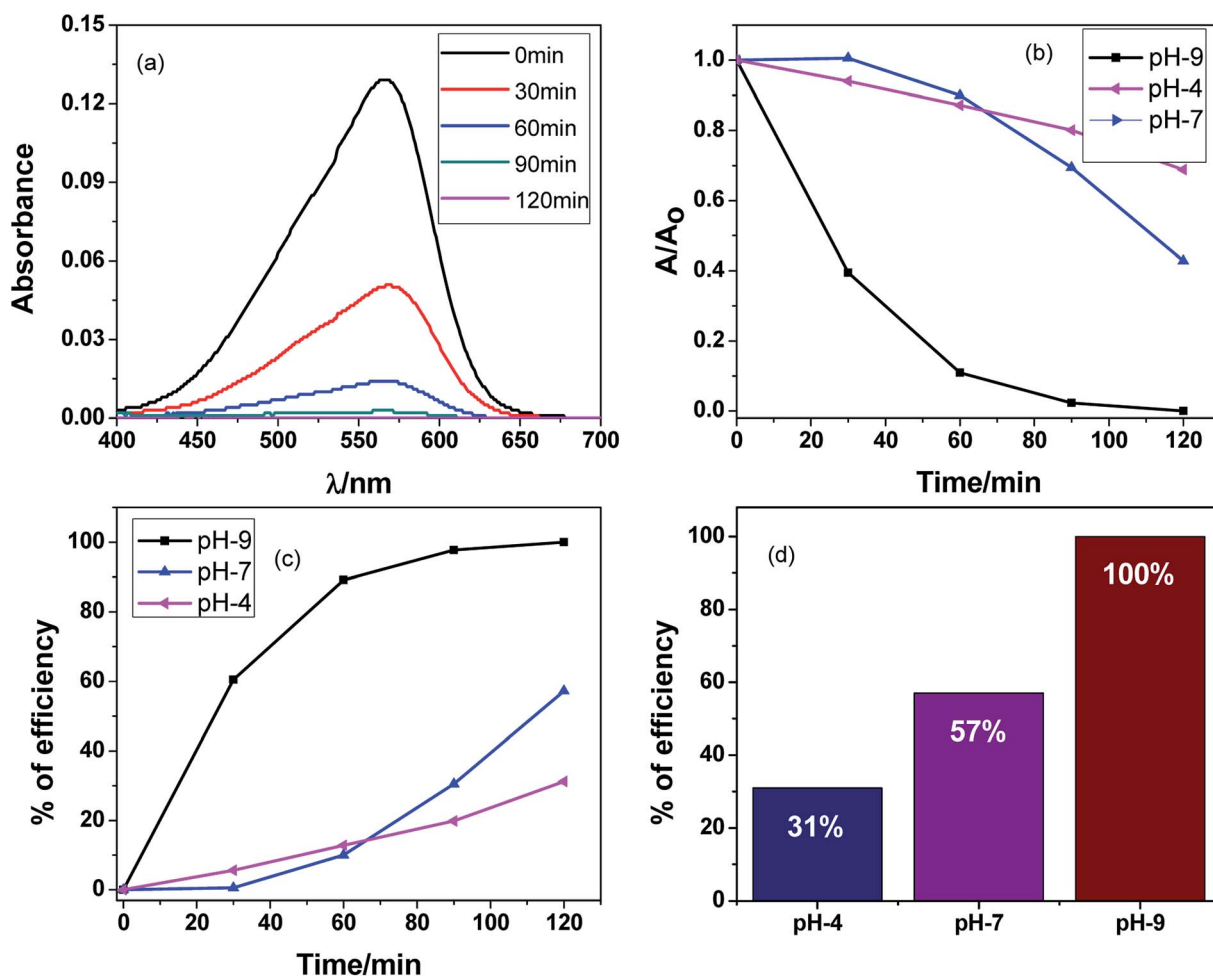 (a)
0min
30min
60min
90min
120min
0.15
0.12
0.09
0.06
0.03
0.00
Absorbance
400 450 500 550 600 650 700
λ/nm
(b)
pH-9
pH-4
pH-7
1.0
0.8
0.6
0.4
0.2
0.0
A/Ao
0 20 40 60 80 100 120
Time/min
(c)
pH-9
pH-7
pH-4
100
80
60
40
20
0
% of efficiency
0 20 40 60 80 100 120
Time/min
(d)
100
80
60
40
20
0
% of efficiency
31%
57%
100%
pH-4 pH-7 pH-9